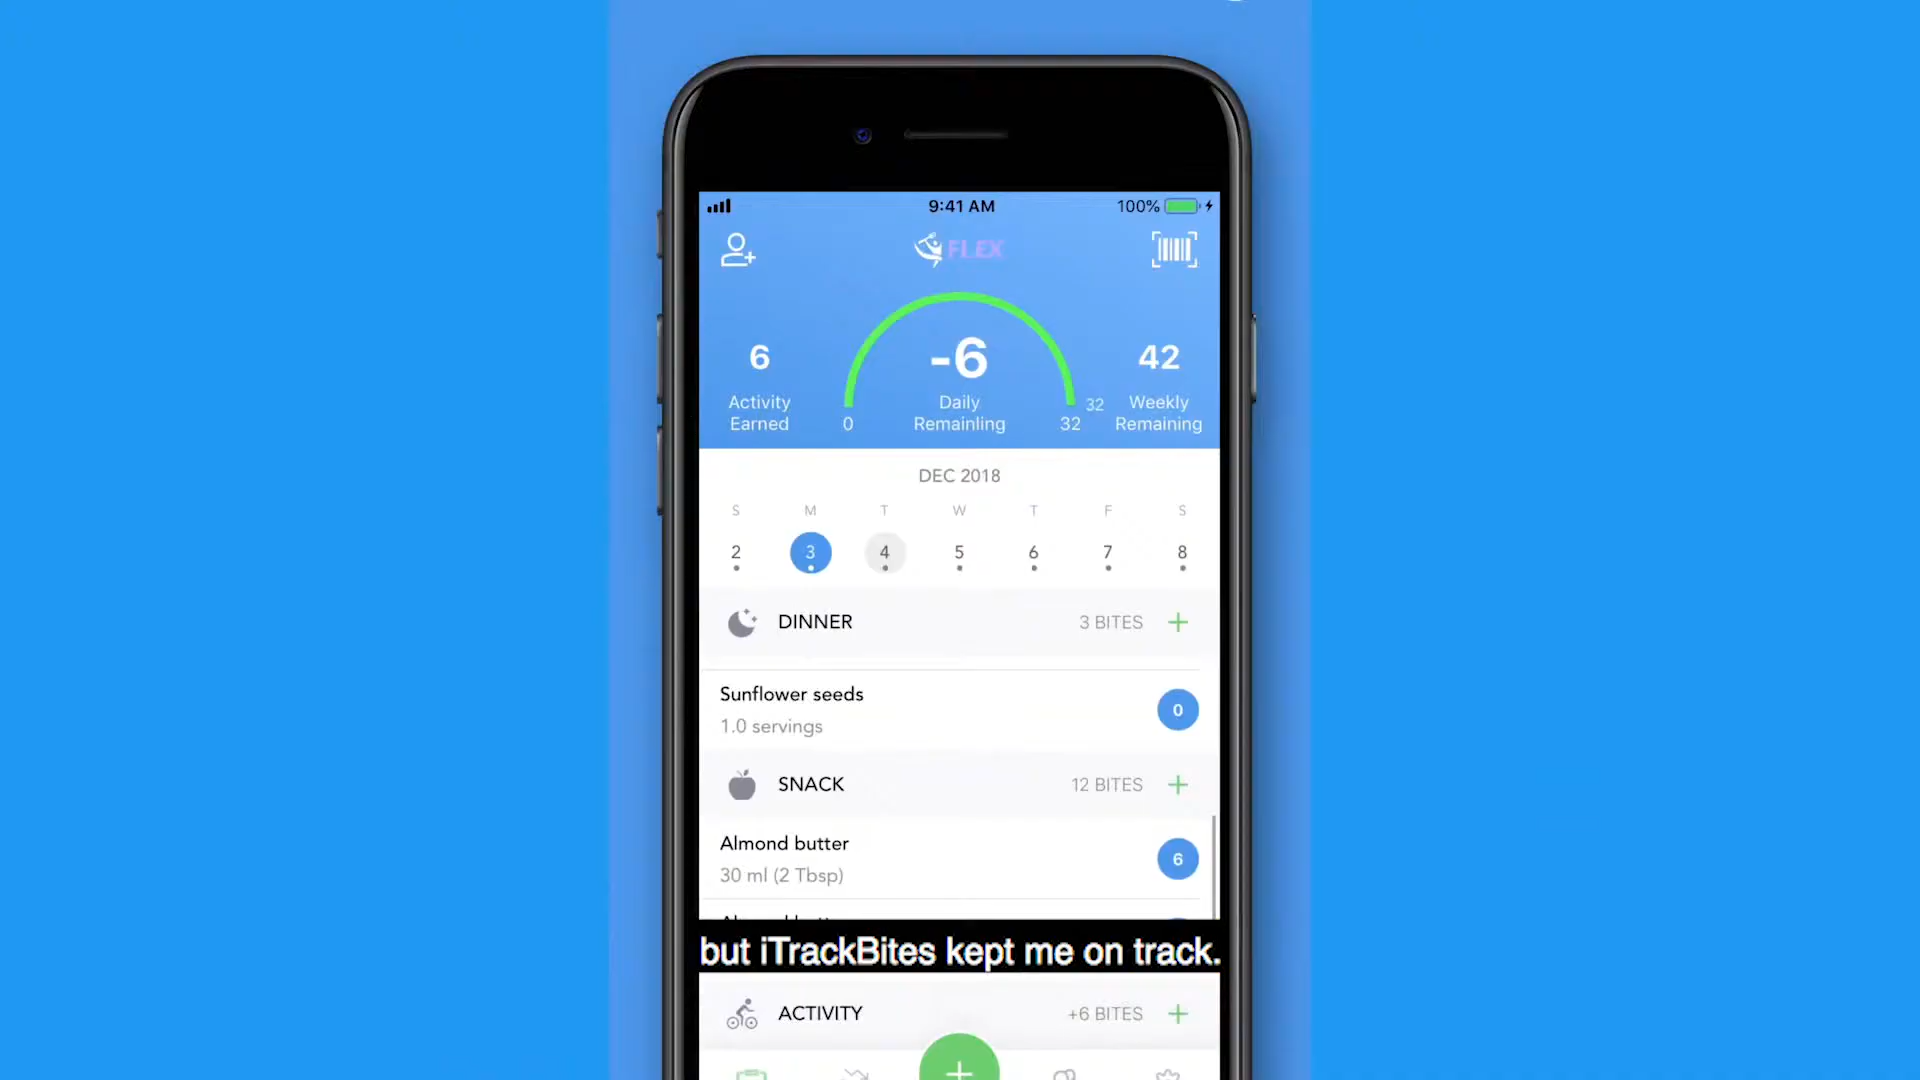 9:41 AM
100%
FLEX
6
-6
42
Activity
Earned
Daily
Remainling
32
Weekly
Remaining
0
32
DEC 2018
S M T W T F S
2 3 4 5 6 7 8
DINNER
3 BITES
Sunflower seeds
0
1.0 servings
SNACK
12 BITES
Almond butter
6
30 ml (2 Tbsp)
but iTrackBites kept me on track.
ACTIVITY
+6 BITES